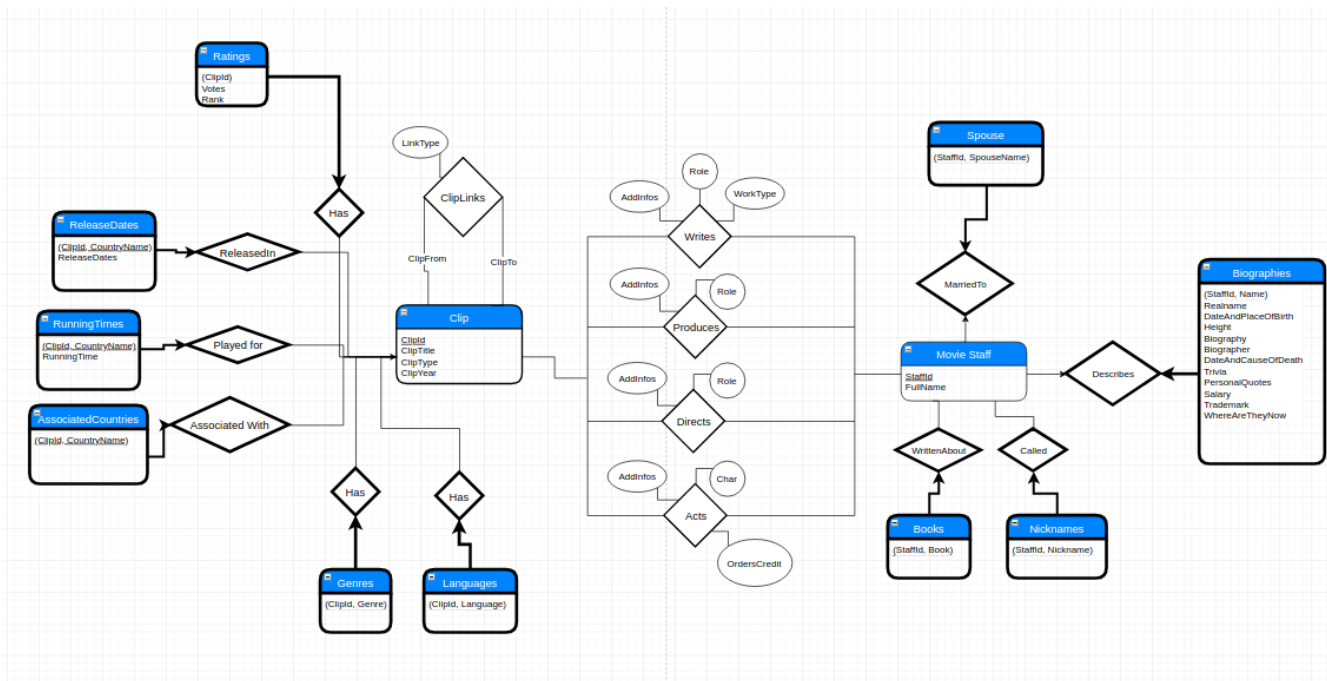 Ratings
(ClipId)
Votes
Rank
LinkType
ClipLinks
ClipFrom
ClipTo
Has
ReleaseDates
(ClipId, CountryName)
ReleaseDates
ReleasedIn
RunningTimes
(ClipId, CountryName)
RunningTime
Played for
AssociatedCountries
(ClipId, CountryName)
Associated With
Clip
ClipId
ClipTitle
ClipType
ClipYear
Has
Has
Genres
(ClipId, Genre)
Languages
(ClipId, Language)
Role
AddInfos
WorkType
Writes
AddInfos
Role
Produces
AddInfos
Role
Directs
AddInfos
Char
Acts
OrdersCredit
Spouse
(StaffId, SpouseName)
MarriedTo
Movie Staff
StaffId
FullName
Describes
WrittenAbout
Called
Books
(StaffId, Book)
Nicknames
(StaffId, Nickname)
Biographies
(StaffId, Name)
Realname
DateAndPlaceOfBirth
Height
Biography
Biographer
DateAndCauseOfDeath
Trivia
PersonalQuotes
Salary
Trademark
WhereAreTheyNow